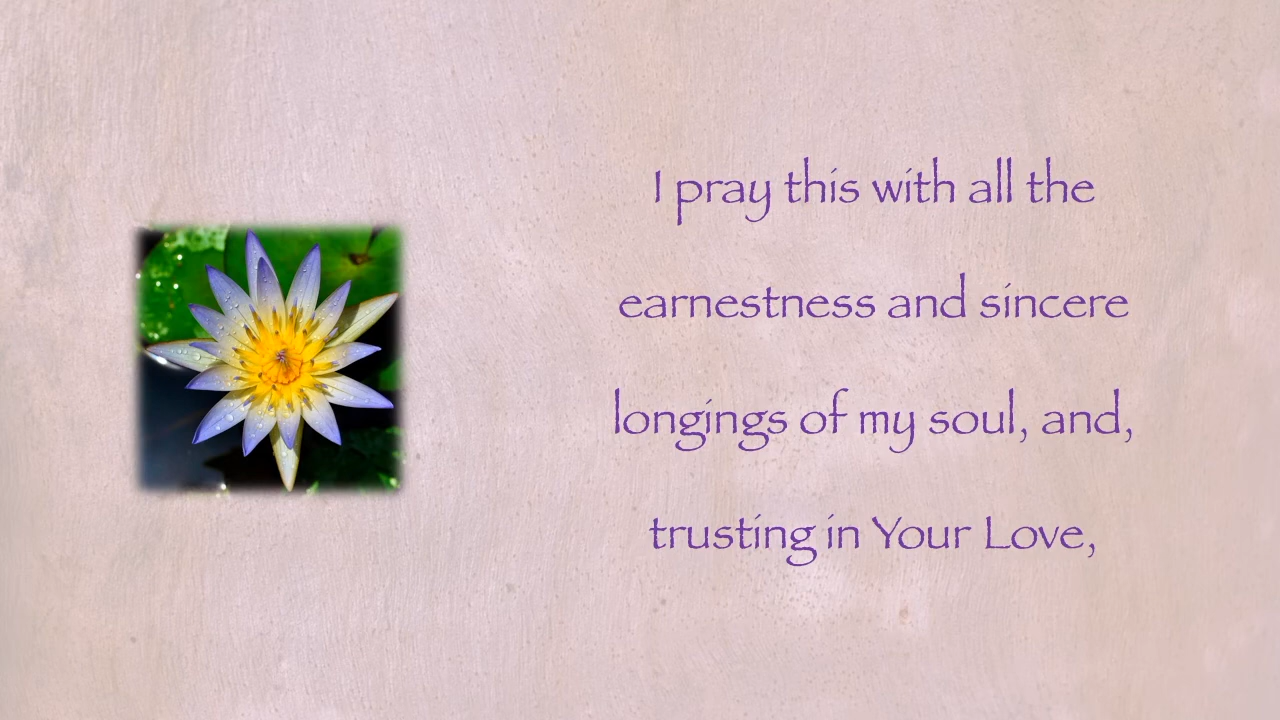 I pray this with all the
earnestness and sincere
longings of my soul, and,
trusting in Your Love,